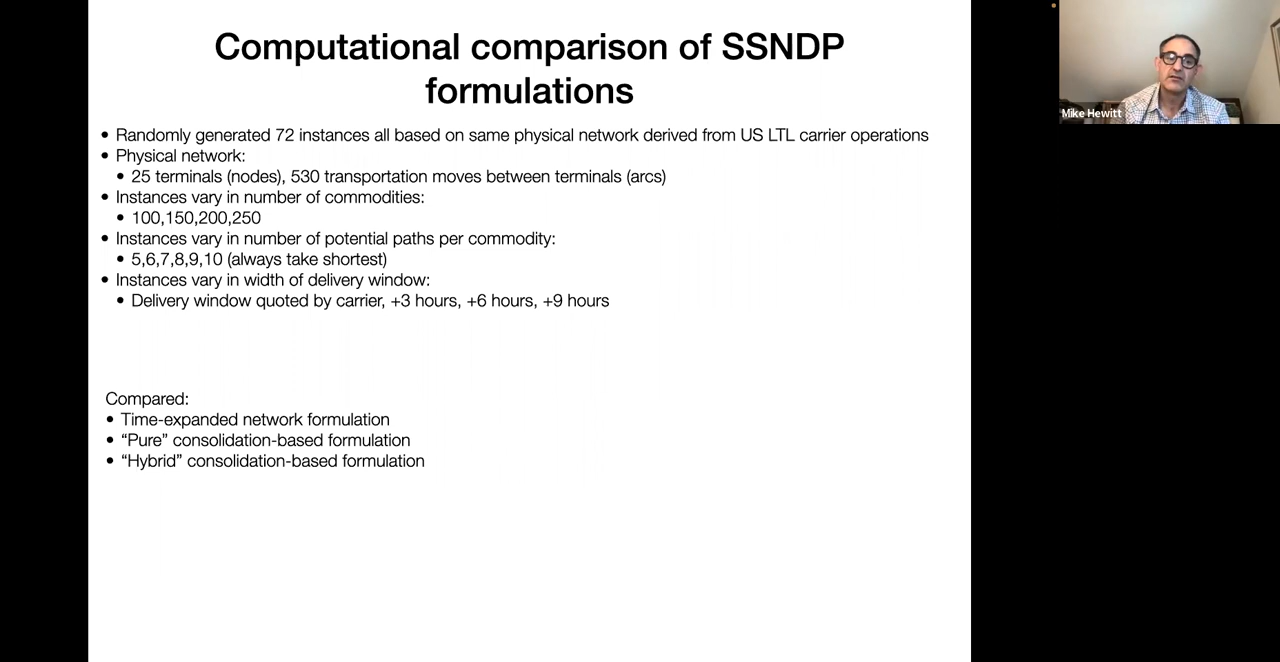 Computational comparison of SSNDP
formulations
• Randomly generated 72 instances all based on same physical network derived from US LTL carrier operations
• Physical network:
• 25 terminals (nodes), 530 transportation moves between terminals (arcs)
• Instances vary in number of commodities:
• 100,150,200,250
• Instances vary in number of potential paths per commodity:
• 5,6,7,8,9,10 (always take shortest)
• Instances vary in width of delivery window:
• Delivery window quoted by carrier, +3 hours, +6 hours, +9 hours
Compared:
• Time-expanded network formulation
• “Pure” consolidation-based formulation
• “Hybrid” consolidation-based formulation
Mike Hewitt